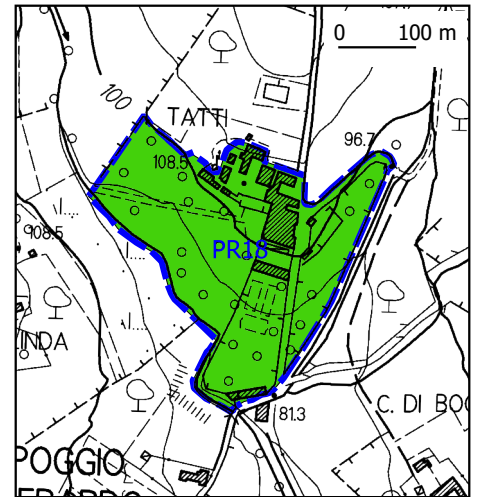 0 100 m
100
TATTI
96.7
108.5
108.5
PR18
INDA
81.3
C. DI BO
POGGIO